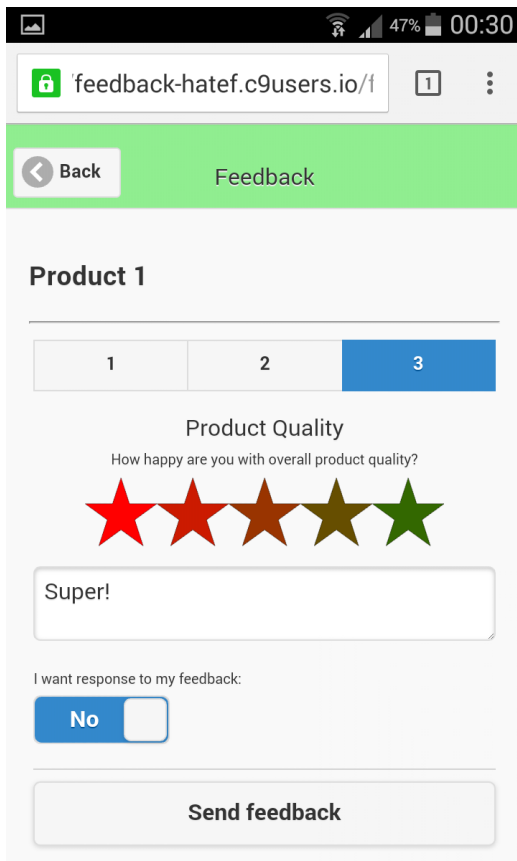 47% 00:30
/feedback-hatef.c9users.io/f 1
Back
Feedback
Product 1
1 2 3
Product Quality
How happy are you with overall product quality?
Super!
I want response to my feedback:
No
Send feedback